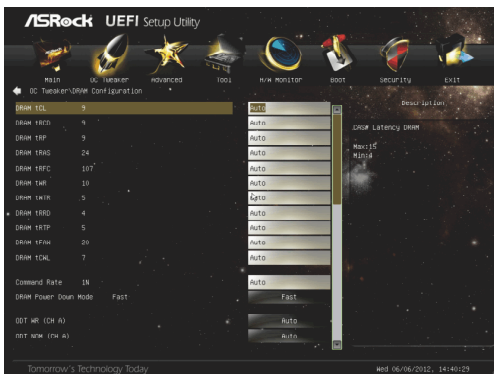 ASRock UEFI Setup Utility
Main OC Tweaker Advanced Tool H/W Monitor Boot Security Exit
OC Tweaker\DRAM Configuration
Description
DRAM tCL 9 Auto
CAS# Latency DRAM
DRAM tRCD 9 Auto
Max:15
DRAM tRP 9 Auto
Min:4
DRAM tRAS 24 Auto
DRAM tRFC 107 Auto
DRAM tWR 10 Auto
DRAM tWTR 5 Auto
DRAM tRRD 4 Auto
DRAM tRTP 5 Auto
DRAM tFAW 20 Auto
DRAM tCWL 7 Auto
Command Rate 1N Auto
DRAM Power Down Mode Fast Fast
ODT WR (CH A) Auto
ODT NOM (CH A) Auto
Tomorrow's Technology Today
Wed 06/06/2012, 14:40:29